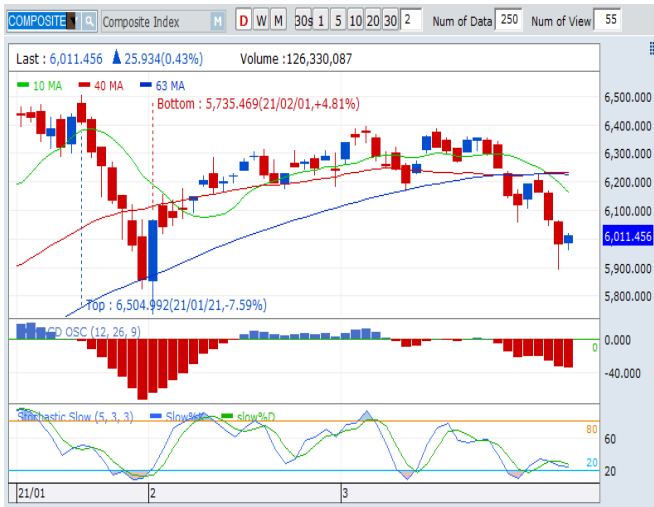 COMPOSITE Composite Index M D W M 30s 1 5 10 20 30 2 Num of Data 250 Num of View 55
Last : 6,011.456 ▲ 25.934(0.43%) Volume :126,330,087
10 MA 40 MA 63 MA
Bottom : 5,735.469(21/02/01,+4.81%)
6,500.000
6,400.000
6,300.000
6,200.000
6,100.000
6,011.456
5,900.000
5,800.000
Top : 6,504.992(21/01/21,-7.59%)
OSC (12, 26, 9)
0.000
0
-40.000
Stochastic Slow (5, 3, 3) Slow%K slow%D
80
60
20
20
21/01 2 3